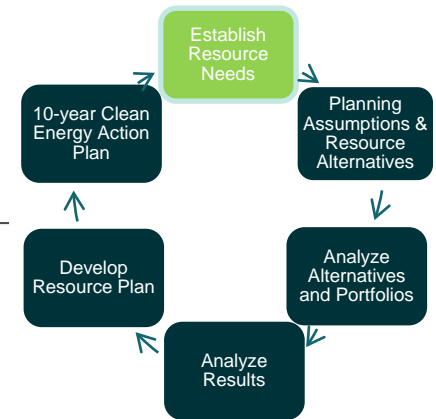 Establish
Resource
Needs
Planning
Assumptions &
Resource
Alternatives
Analyze
Alternatives
and Portfolios
Analyze
Results
Develop
Resource Plan
10-year Clean
Energy Action
Plan